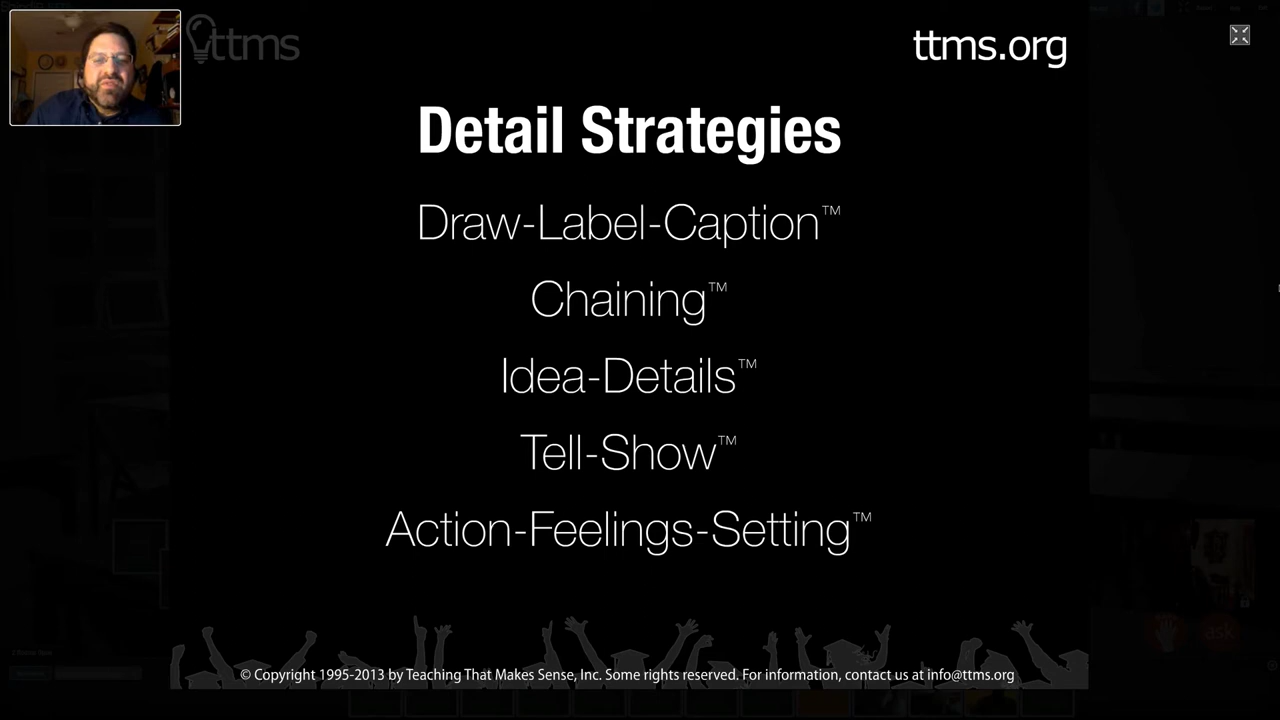 ttms
ttms.org
Detail Strategies
Draw-Label-Caption™
Chaining™
Idea-Details™
Tell-Show™
Action-Feelings-Setting™
ask
© Copyright 1995-2013 by Teaching That Makes Sense, Inc. Some rights reserved. For information, contact us at info@ttms.org